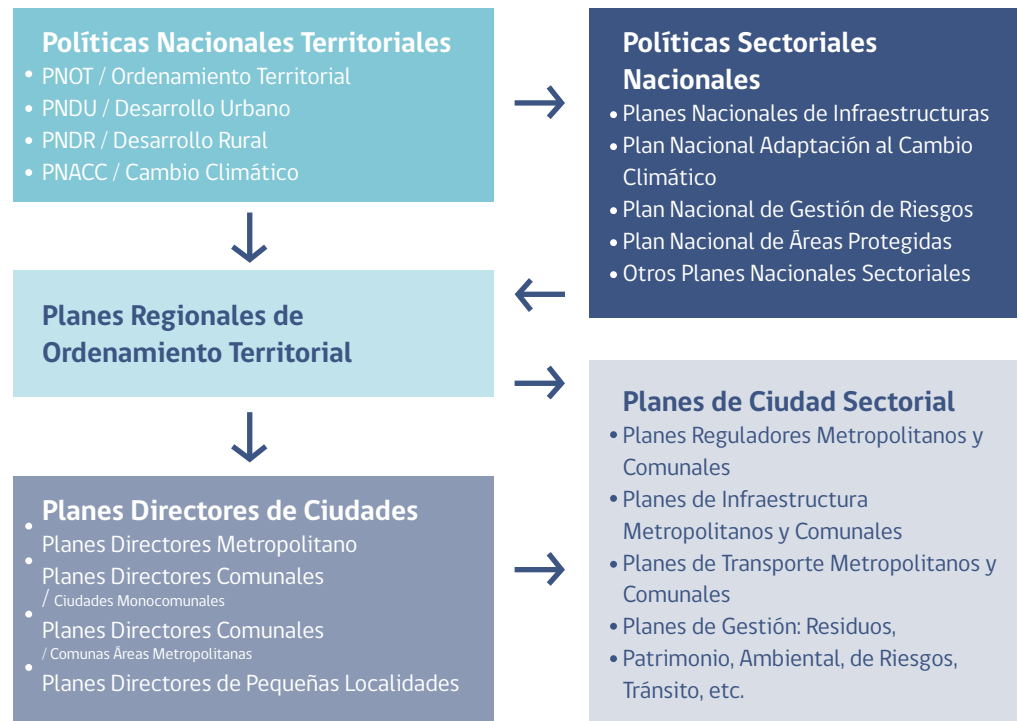 Políticas Nacionales Territoriales
• PNOT / Ordenamiento Territorial
• PNDU / Desarrollo Urbano
• PNDR / Desarrollo Rural
• PNACC / Cambio Climático
Políticas Sectoriales
Nacionales
• Planes Nacionales de Infraestructuras
• Plan Nacional Adaptación al Cambio
Climático
• Plan Nacional de Gestión de Riesgos
• Plan Nacional de Áreas Protegidas
• Otros Planes Nacionales Sectoriales
Planes Regionales de
Ordenamiento Territorial
Planes Directores de Ciudades
• Planes Directores Metropolitano
• Planes Directores Comunales
/ Ciudades Monocomunales
• Planes Directores Comunales
/ Comunas Áreas Metropolitanas
• Planes Directores de Pequeñas Localidades
Planes de Ciudad Sectorial
• Planes Reguladores Metropolitanos y
Comunales
• Planes de Infraestructura
Metropolitanos y Comunales
• Planes de Transporte Metropolitanos y
Comunales
• Planes de Gestión: Residuos,
• Patrimonio, Ambiental, de Riesgos,
Tránsito, etc.